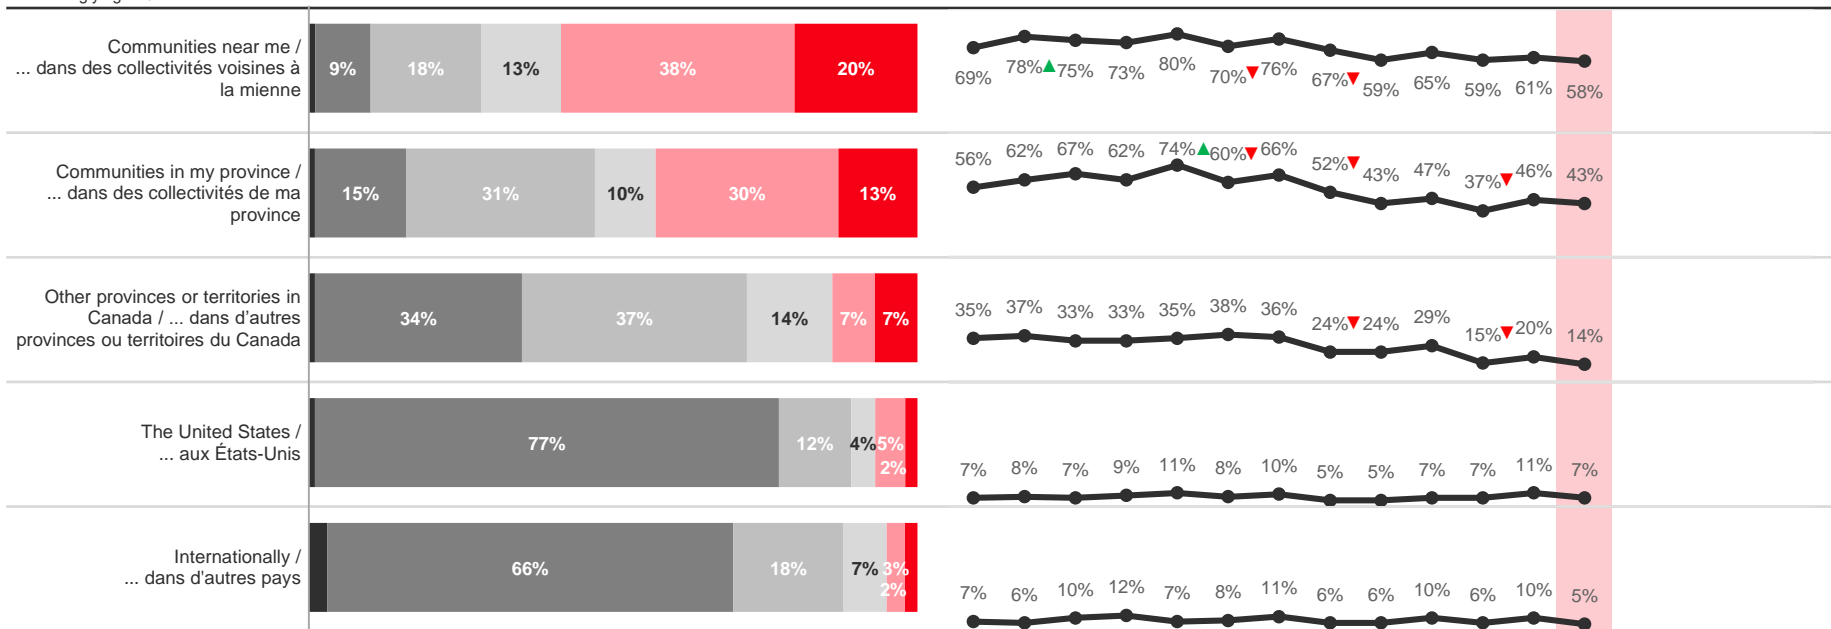 Communities near me /
... dans des collectivités voisines à
la mienne
9% 18% 13% 38% 20%
69% 78%▲75% 73% 80% 70%▼76% 67%▼59% 65% 59% 61% 58%
Communities in my province /
... dans des collectivités de ma
province
15% 31% 10% 30% 13%
56% 62% 67% 62% 74%▲60%▼66% 52%▼43% 47% 37%▼46% 43%
Other provinces or territories in
Canada / ... dans d’autres
provinces ou territoires du Canada
34% 37% 14% 7% 7%
35% 37% 33% 33% 35% 38% 36% 24%▼24% 29% 15%▼20% 14%
The United States /
... aux États-Unis
77% 12% 4% 5%
2%
7% 8% 7% 9% 11% 8% 10% 5% 5% 7% 7% 11% 7%
Internationally /
... dans d'autres pays
66% 18% 7% 3%
2%
7% 6% 10% 12% 7% 8% 11% 6% 6% 10% 6% 10% 5%